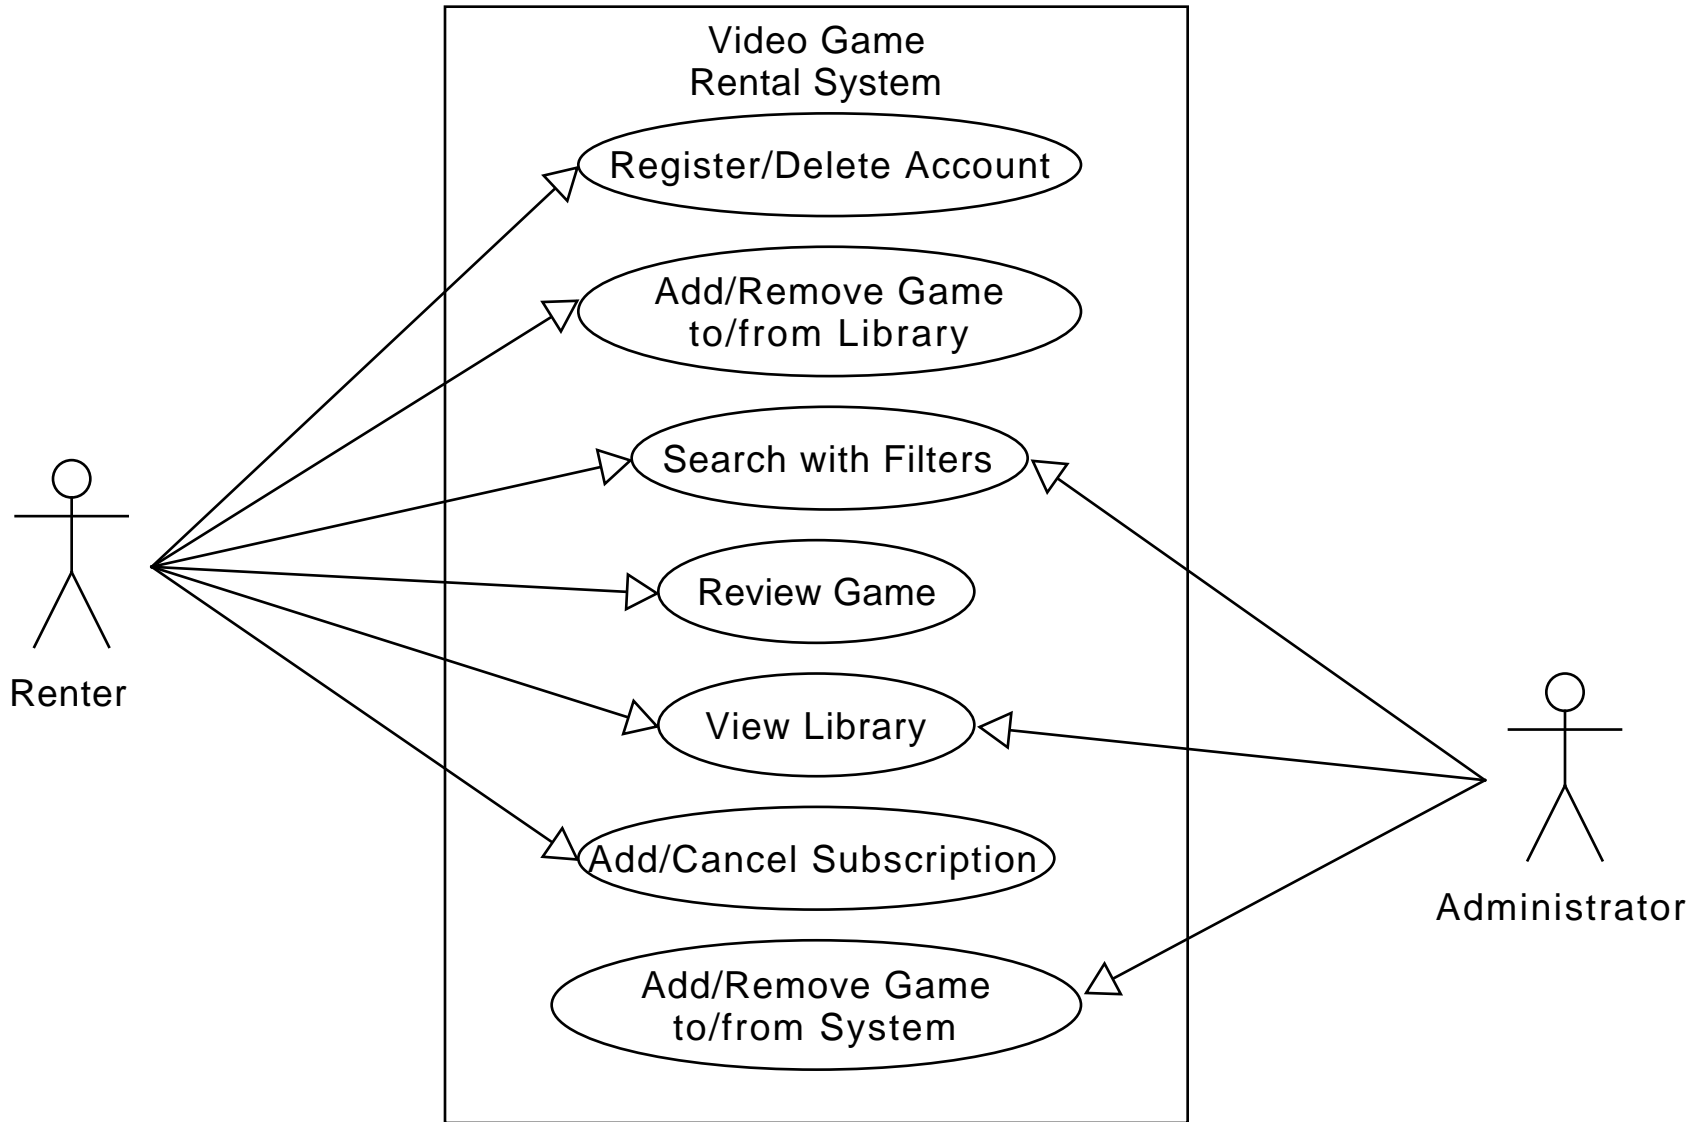 Video Game
Rental System
Register/Delete Account
Add/Remove Game
to/from Library
Search with Filters
Review Game
Renter
View Library
Add/Cancel Subscription
Administrator
Add/Remove Game
to/from System